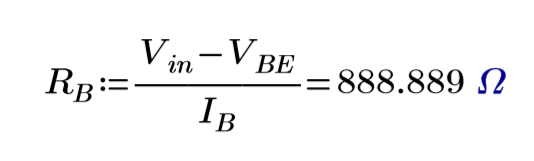 R_B := (V_in − V_BE) / I_B = 888.889 Ω